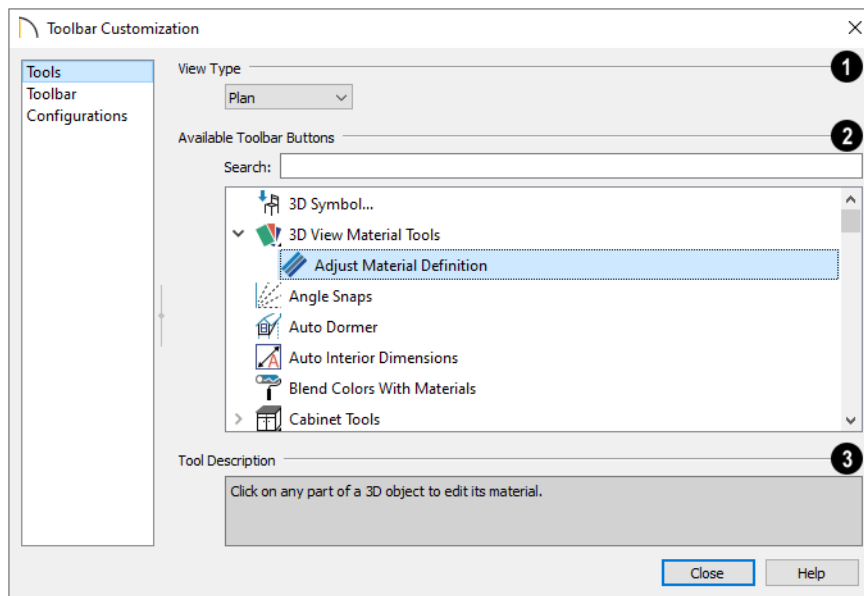 Toolbar Customization
Tools
Toolbar
Configurations
View Type
1
Plan
Available Toolbar Buttons
2
Search:
3D Symbol...
3D View Material Tools
Adjust Material Definition
Angle Snaps
Auto Dormer
A
Auto Interior Dimensions
Blend Colors With Materials
Cabinet Tools
Tool Description
3
Click on any part of a 3D object to edit its material.
Close
Help